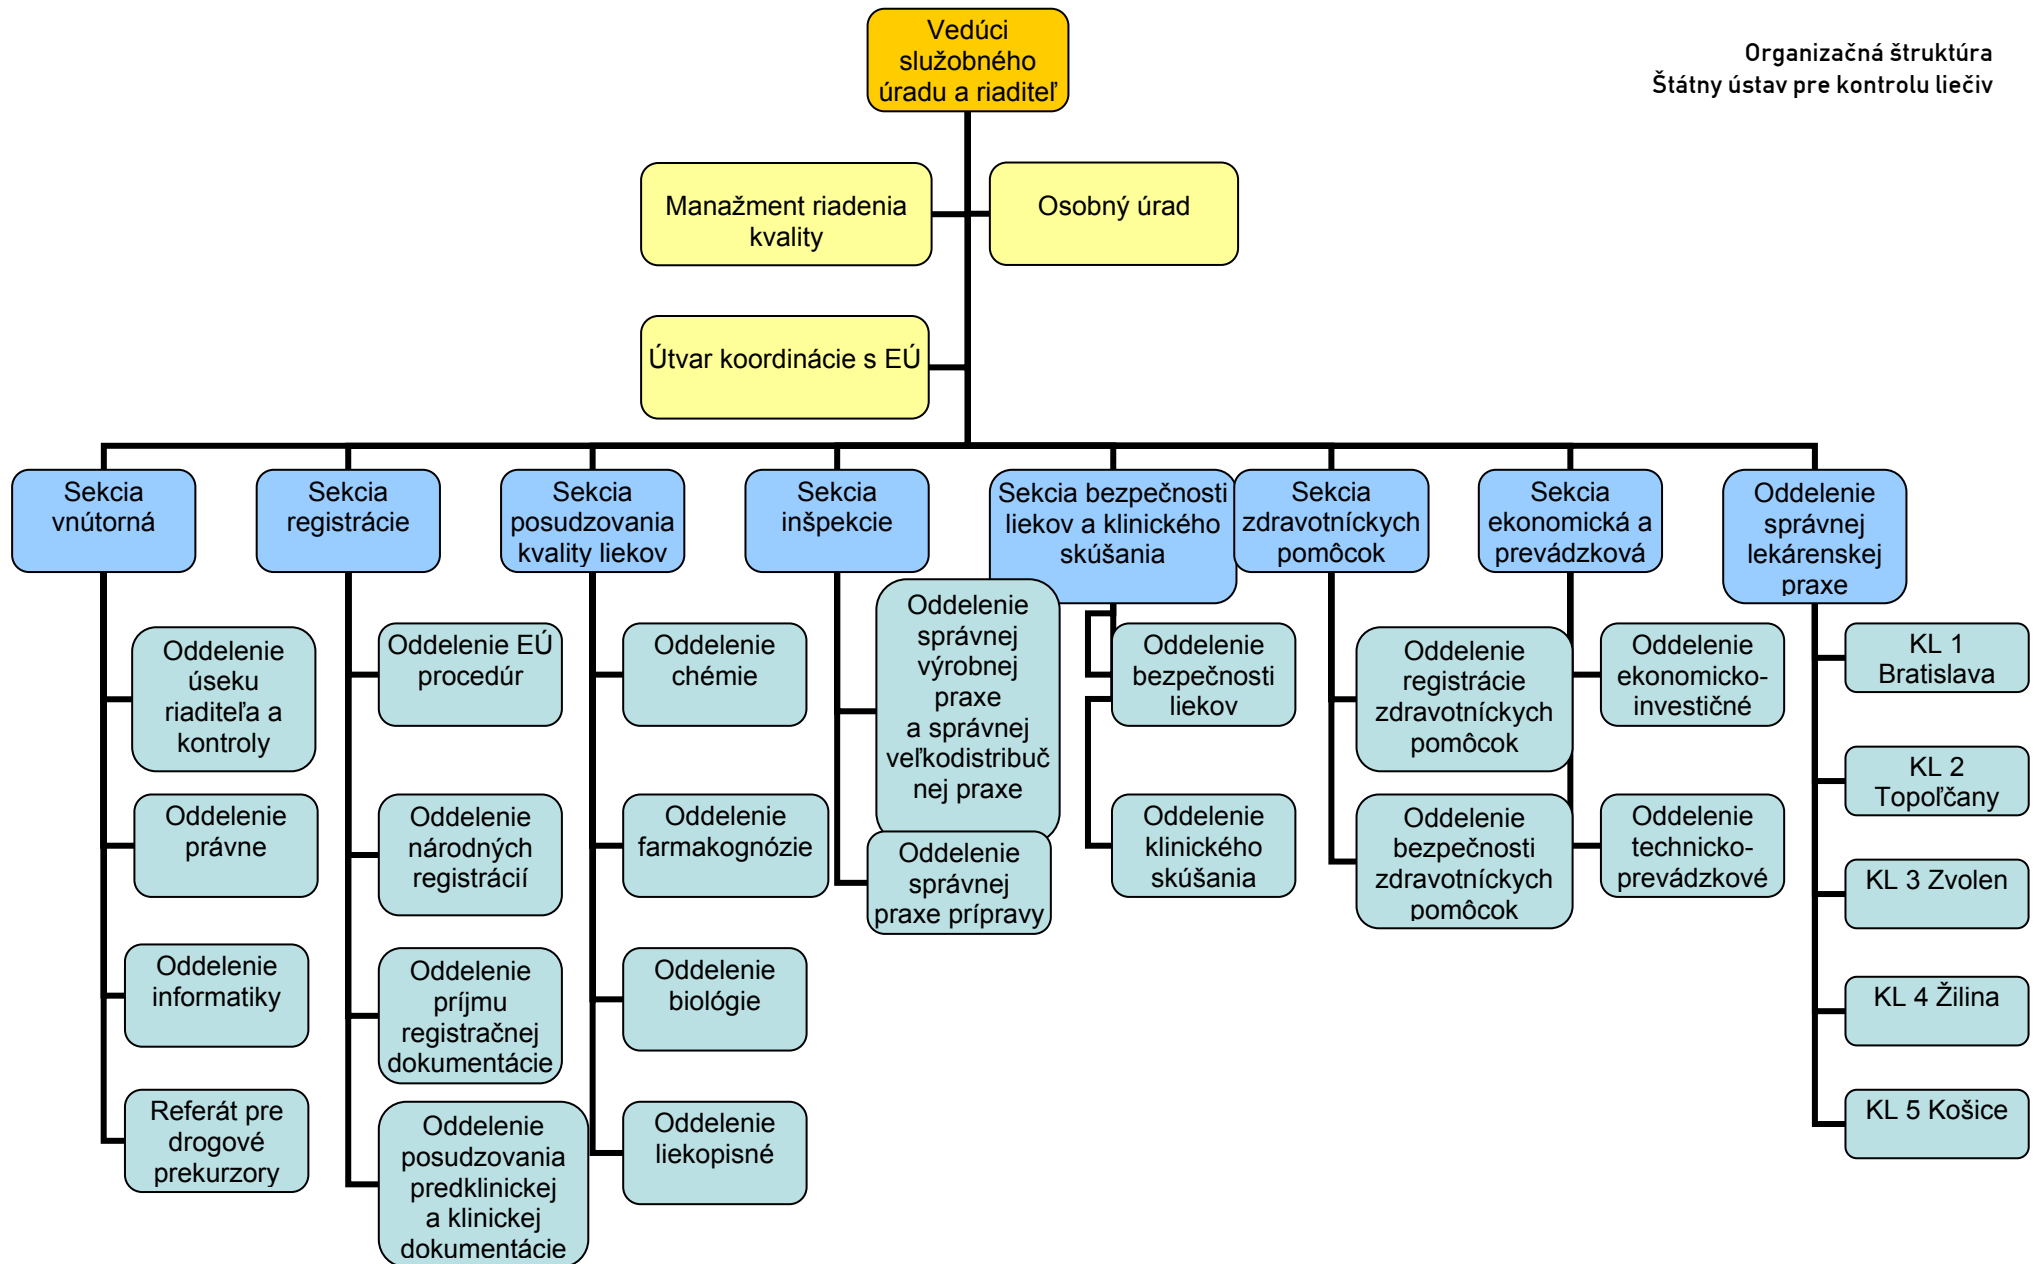 Organizačná štruktúra
Štátny ústav pre kontrolu liečiv
Vedúci
služobného
úradu a riaditeľ
Manažment riadenia
kvality
Osobný úrad
Útvar koordinácie s EÚ
Sekcia
vnútorná
Sekcia
registrácie
Sekcia
posudzovania
kvality liekov
Sekcia
inšpekcie
Sekcia bezpečnosti
liekov a klinického
skúšania
Sekcia
zdravotníckych
pomôcok
Sekcia
ekonomická a
prevádzková
Oddelenie
správnej
lekárenskej
praxe
Oddelenie
úseku
riaditeľa a
kontroly
Oddelenie
právne
Oddelenie
informatiky
Referát pre
drogové
prekurzory
Oddelenie EÚ
procedúr
Oddelenie
národných
registrácií
Oddelenie
príjmu
registračnej
dokumentácie
Oddelenie
posudzovania
predklinickej
a klinickej
dokumentácie
Oddelenie
chémie
Oddelenie
farmakognózie
Oddelenie
biológie
Oddelenie
liekopisné
Oddelenie
správnej
výrobnej
praxe
a správnej
veľkodistribuč
nej praxe
Oddelenie
správnej
praxe prípravy
Oddelenie
bezpečnosti
liekov
Oddelenie
klinického
skúšania
Oddelenie
registrácie
zdravotníckych
pomôcok
Oddelenie
bezpečnosti
zdravotníckych
pomôcok
Oddelenie
ekonomicko-
investičné
Oddelenie
technicko-
prevádzkové
KL 1
Bratislava
KL 2
Topoľčany
KL 3 Zvolen
KL 4 Žilina
KL 5 Košice